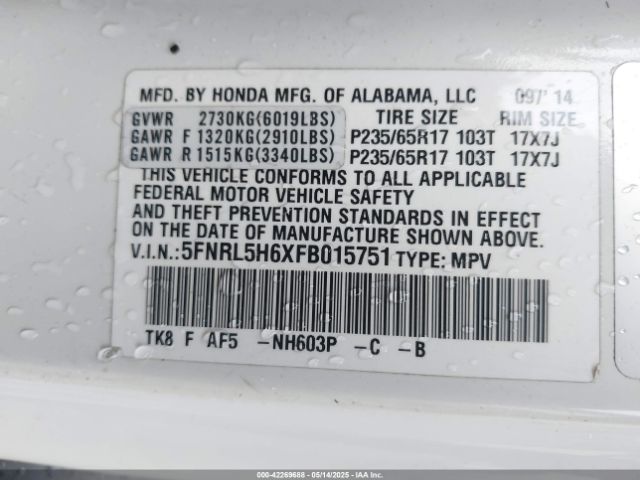 MFD. BY HONDA MFG. OF ALABAMA, LLC 09/'14
GVWR 2730KG(6019LBS) TIRE SIZE RIM SIZE
GAWR F 1320KG(2910LBS) P235/65R17 103T 17X7J
GAWR R 1515KG(3340LBS) P235/65R17 103T 17X7J
THIS VEHICLE CONFORMS TO ALL APPLICABLE
FEDERAL MOTOR VEHICLE SAFETY
AND THEFT PREVENTION STANDARDS IN EFFECT
ON THE DATE OF MANUFACTURE SHOWN ABOVE.
V.I.N.:5FNRL5H6XFB015751 TYPE: MPV
TK8 F AF5 -NH603P -C -B
000-42269688 - 05/14/2025 - IAAI.COM